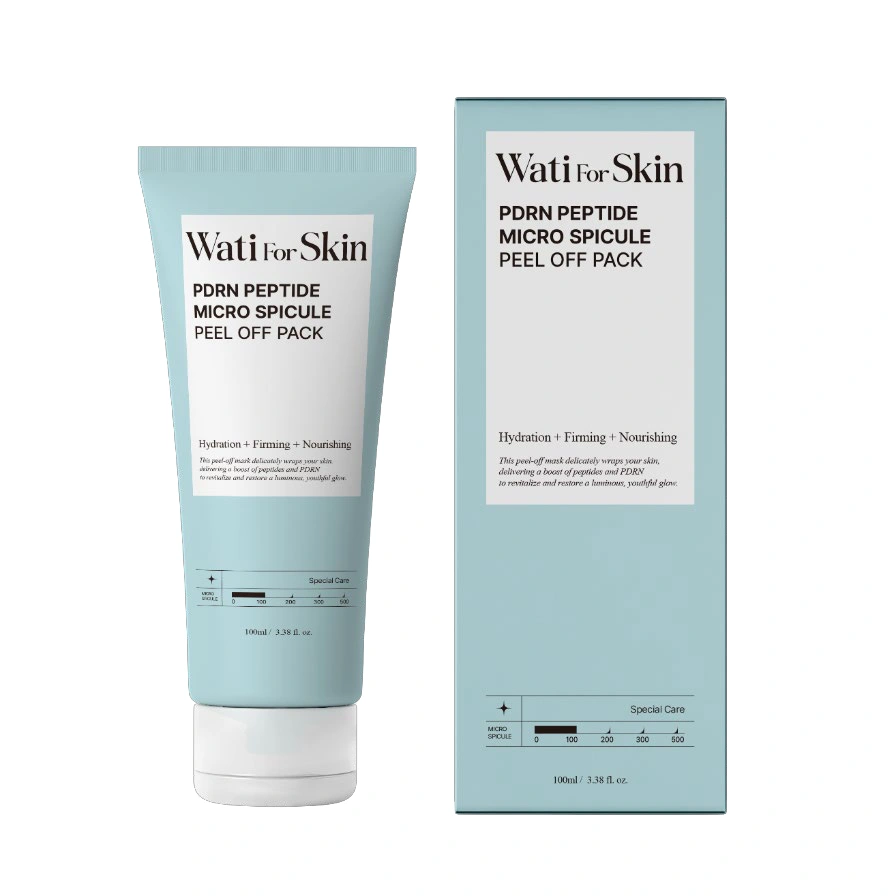 Wati For Skin
PDRN PEPTIDE
MICRO SPICULE
PEEL OFF PACK
Hydration + Firming + Nourishing
This peel-off mask delicately wraps your skin,
delivering a boost of peptides and PDRN
to revitalize and restore a luminous, youthful glow.
Special Care
MICRO
SPICULE
0 100 200 300 500
100ml / 3.38 fl. oz.
Wati For Skin
PDRN PEPTIDE
MICRO SPICULE
PEEL OFF PACK
Hydration + Firming + Nourishing
This peel-off mask delicately wraps your skin,
delivering a boost of peptides and PDRN
to revitalize and restore a luminous, youthful glow.
Special Care
MICRO
SPICULE
0 100 200 300 500
100ml / 3.38 fl. oz.